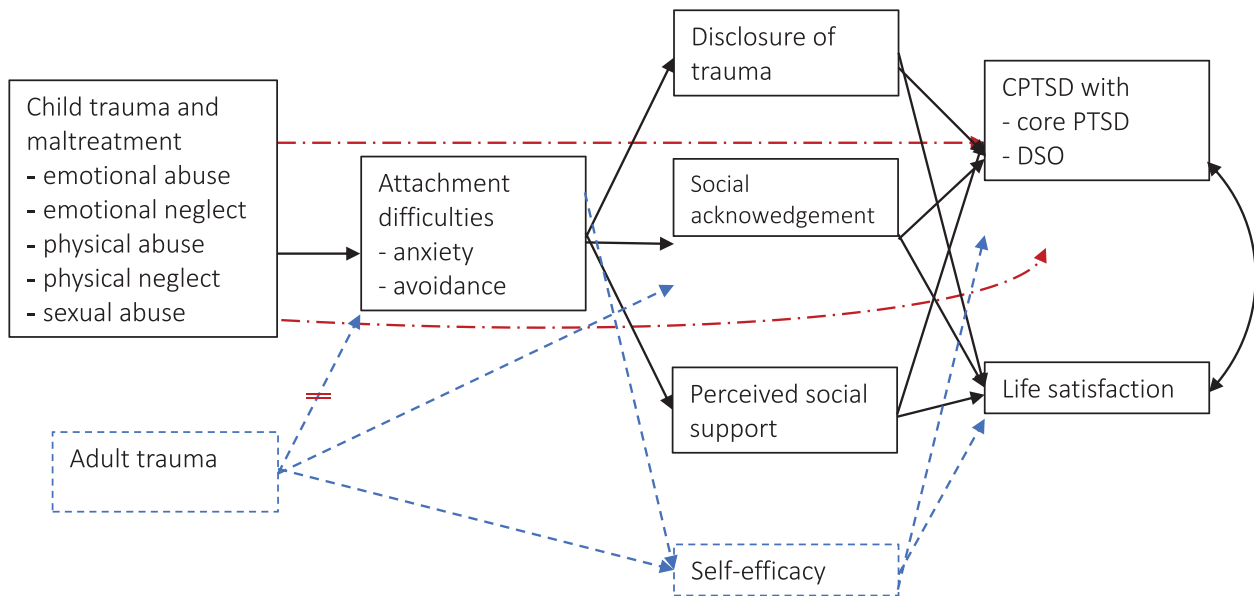 Child trauma and
maltreatment
- emotional abuse
- emotional neglect
- physical abuse
- physical neglect
- sexual abuse
Adult trauma
Attachment
difficulties
- anxiety
- avoidance
Disclosure of
trauma
Social
acknowedgement
Perceived social
support
Self-efficacy
CPTSD with
- core PTSD
- DSO
Life satisfaction